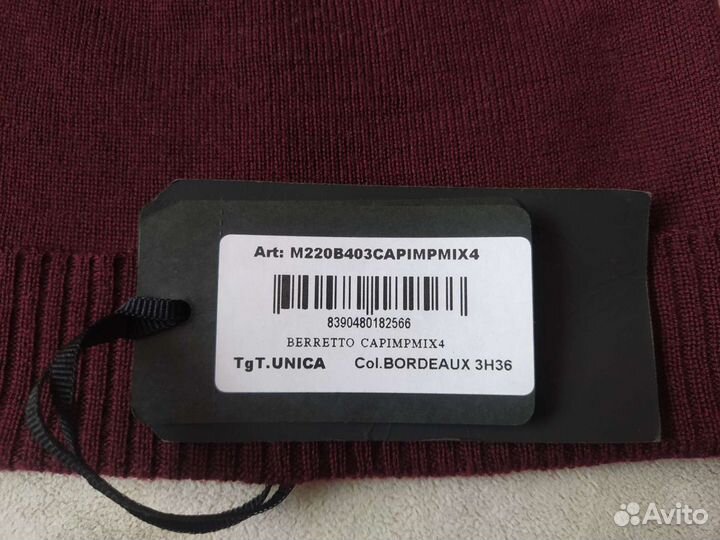 Art: M220B403CAPIMPMIX4
8390480182566
BERRETTO CAPIMPMIX4
TgT.UNICA Col.BORDEAUX 3H36
Avito